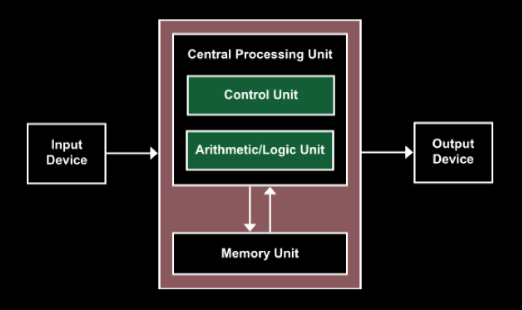 Central Processing Unit
Control Unit
Arithmetic/Logic Unit
Input
Device
Output
Device
Memory Unit